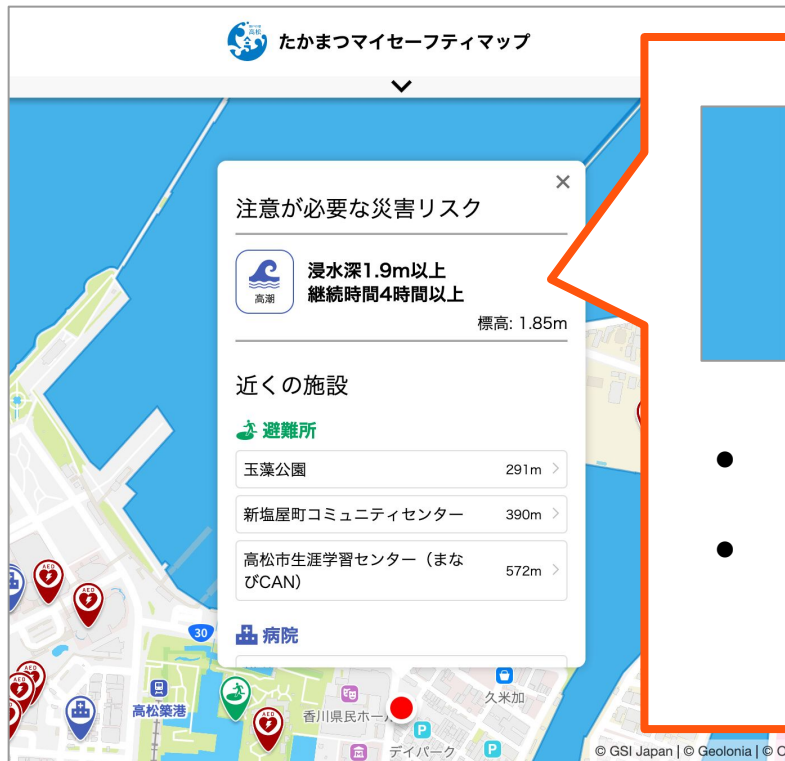 たかまつマイセーフティマップ
注意が必要な災害リスク
高潮
浸水深1.9m以上
継続時間4時間以上
標高: 1.85m
近くの施設
避難所
玉藻公園 291m
新塩屋町コミュニティセンター 390m
高松市生涯学習センター（まな
びCAN） 572m
病院
AED
AED
AED
AED
30
高松築港
香川県民ホー
久米加
P
デイパーク
P
© GSI Japan | © Geolonia | © O